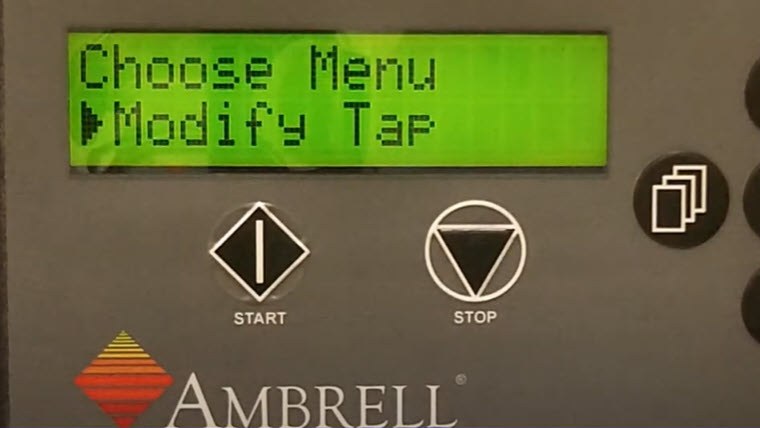 Choose Menu
▶Modify Tap
START
STOP
AMBRELL®